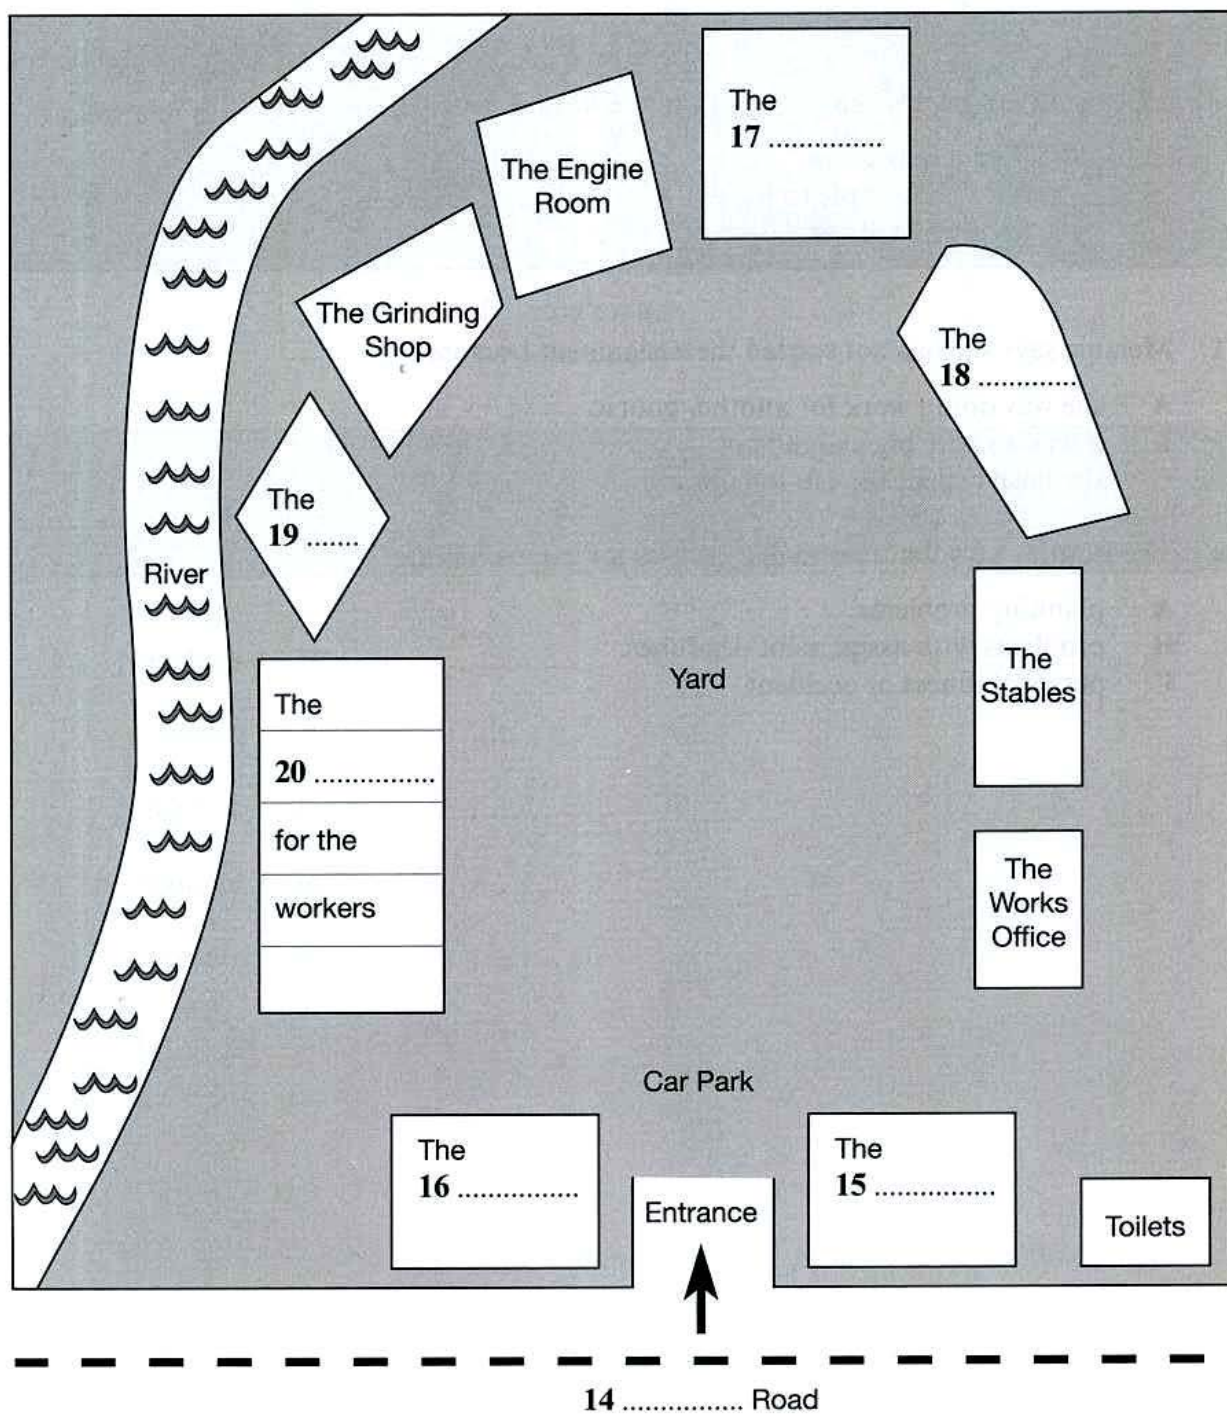 The
17 ...............
The Engine
Room
The Grinding
Shop
The
18 .............
The
19 .......
River
The
Stables
Yard
The
20 ................
for the
workers
The
Works
Office
Car Park
The
16 ................
The
15 ................
Entrance
Toilets
14 ................ Road